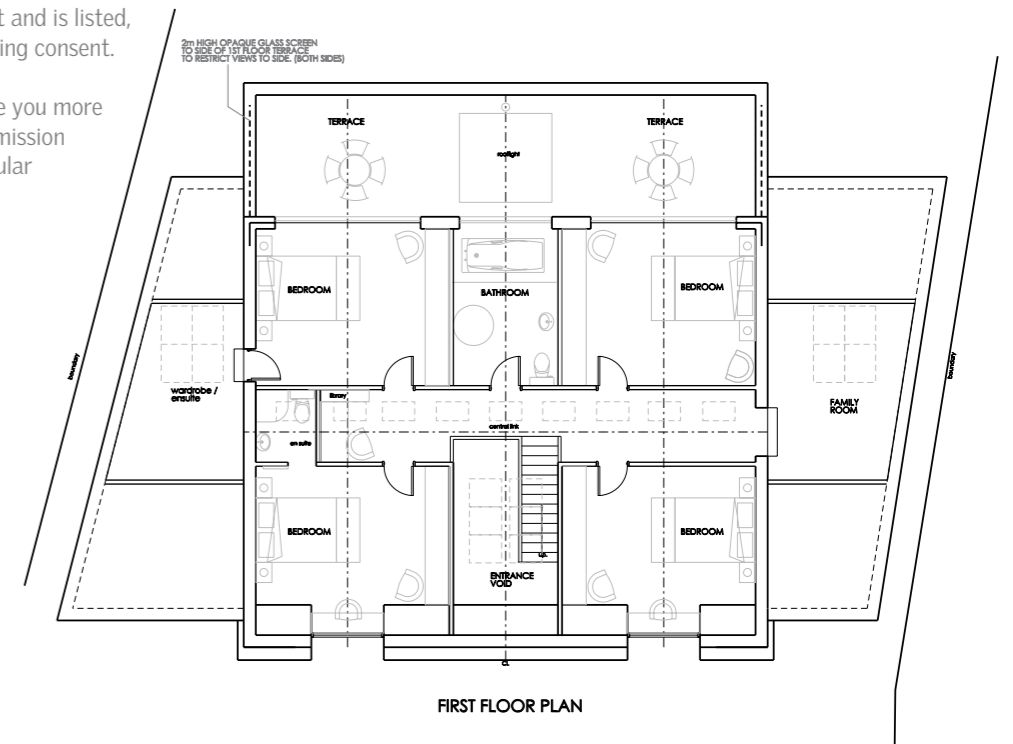 t and is listed,
ing consent.
e you more
mission
ular
2m HIGH OPAQUE GLASS SCREEN
TO SIDE OF 1ST FLOOR TERRACE
TO RESTRICT VIEWS TO SIDE. (BOTH SIDES)
TERRACE
TERRACE
rooflight
BEDROOM
BATHROOM
BEDROOM
boundary
boundary
wardrobe /
ensuite
library
FAMILY
ROOM
central link
en suite
BEDROOM
BEDROOM
up.
ENTRANCE
VOID
CL
FIRST FLOOR PLAN